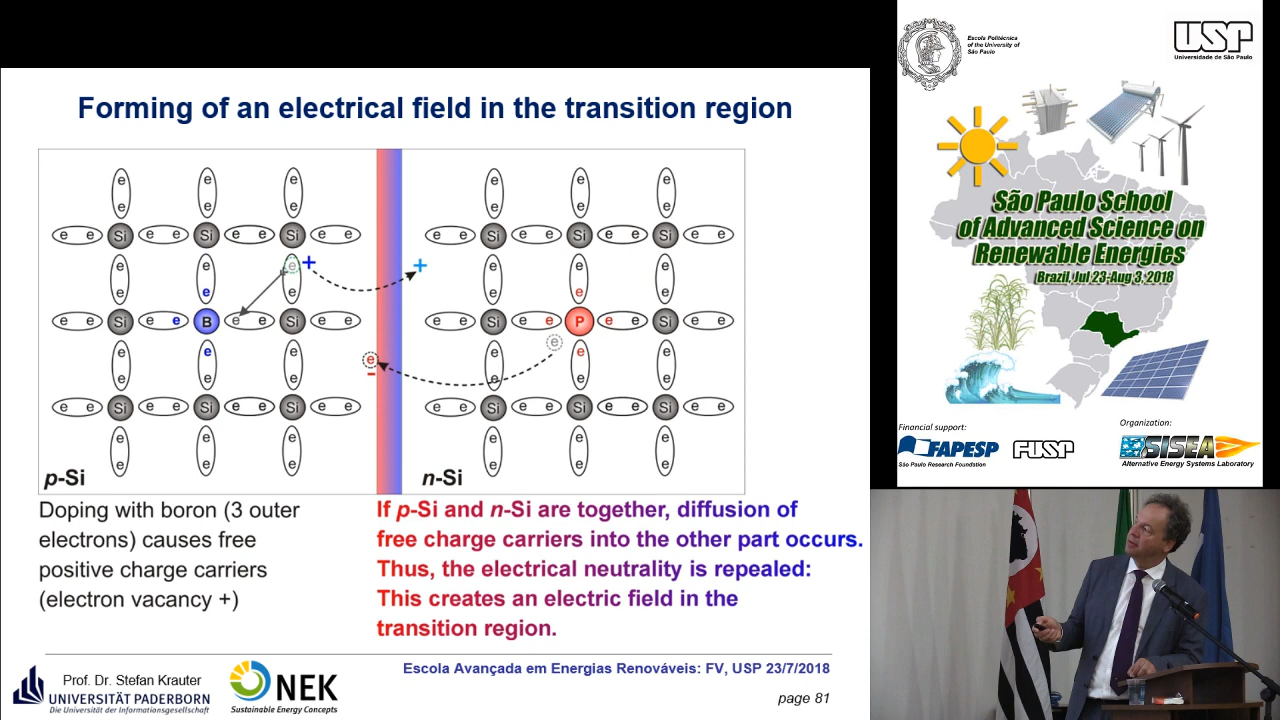 Forming of an electrical field in the transition region
e e e
e e e
e e Si e e Si e e Si e e
e e e +
e e e
e e Si e B e e Si e e
e e e
e e e
e e Si e e Si e e Si e e
e e e
e e e
p-Si
e e e
e e e
e e Si e e Si e e Si e e
+ e e e
e e e
e e Si e e P e e Si e e
e
e
-
e e e
e e e
e e Si e e Si e e Si e e
e e e
e e e
n-Si
Doping with boron (3 outer
electrons) causes free
positive charge carriers
(electron vacancy +)
If p-Si and n-Si are together, diffusion of
free charge carriers into the other part occurs.
Thus, the electrical neutrality is repealed:
This creates an electric field in the
transition region.
Prof. Dr. Stefan Krauter
UNIVERSITÄT PADERBORN
Die Universität der Informationsgesellschaft
NEK
Sustainable Energy Concepts
Escola Avançada em Energias Renováveis: FV, USP 23/7/2018
page 81
Escola Politécnica
of the University of
São Paulo
USP
Universidade de São Paulo
São Paulo School
of Advanced Science on
Renewable Energies
Brazil, Jul 23-Aug 3, 2018
Financial support:
FAPESP
São Paulo Research Foundation
FUSP
Organization:
SISEA
Alternative Energy Systems Laboratory